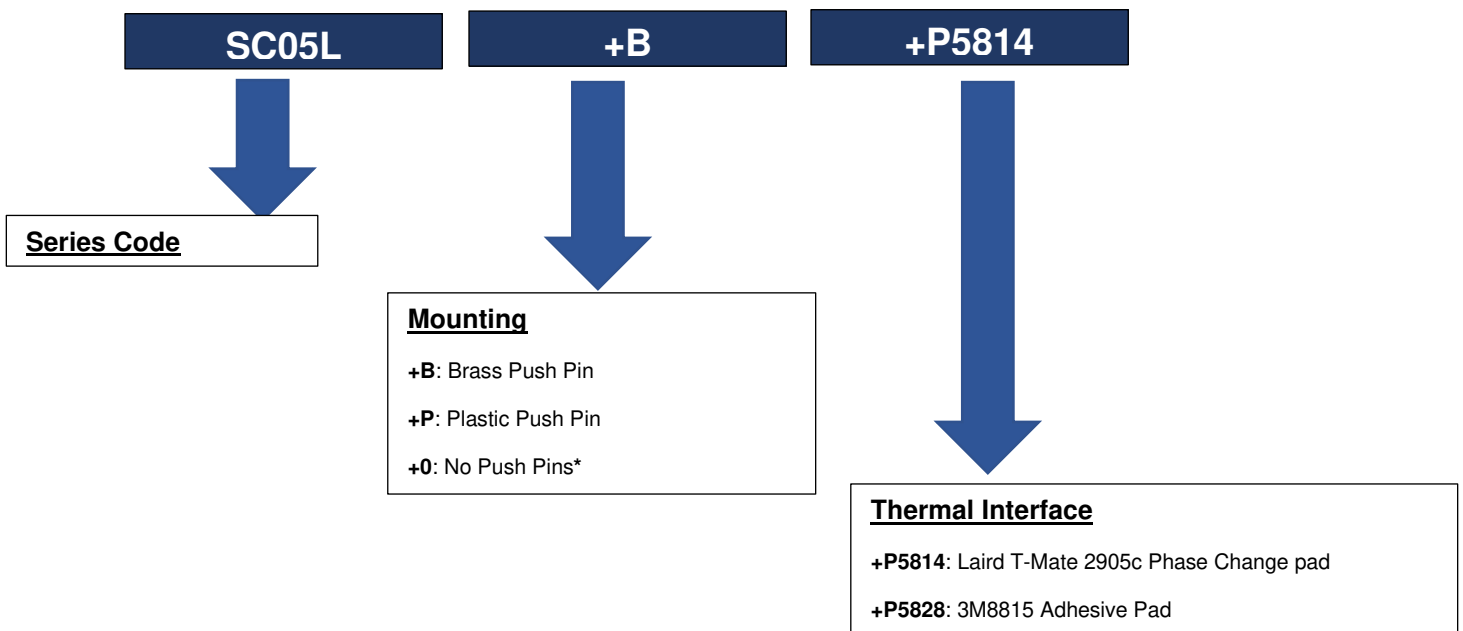 SC05L +B +P5814
Series Code
Mounting
+B: Brass Push Pin
+P: Plastic Push Pin
+0: No Push Pins*
Thermal Interface
+P5814: Laird T-Mate 2905c Phase Change pad
+P5828: 3M8815 Adhesive Pad